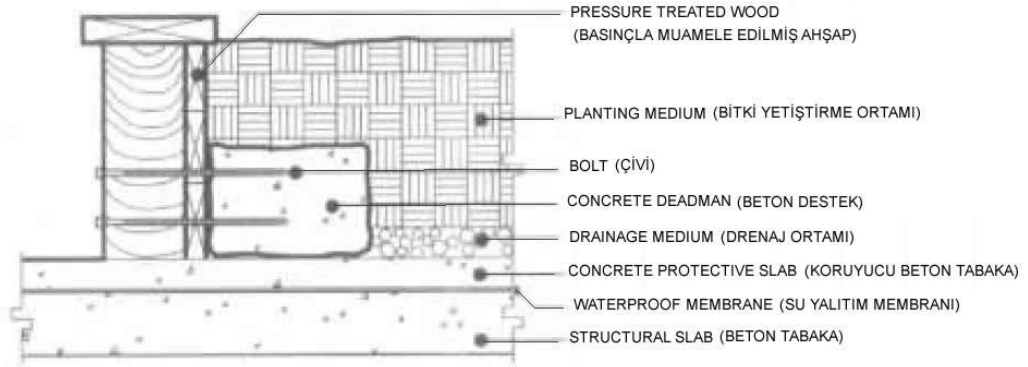 PRESSURE TREATED WOOD
(BASINÇLA MUAMELE EDİLMİŞ AHŞAP)
PLANTING MEDIUM (BİTKİ YETİŞTİRME ORTAMI)
BOLT (ÇİVİ)
CONCRETE DEADMAN (BETON DESTEK)
DRAINAGE MEDIUM (DRENAJ ORTAMI)
CONCRETE PROTECTIVE SLAB (KORUYUCU BETON TABAKA)
WATERPROOF MEMBRANE (SU YALITIM MEMBRANI)
STRUCTURAL SLAB (BETON TABAKA)